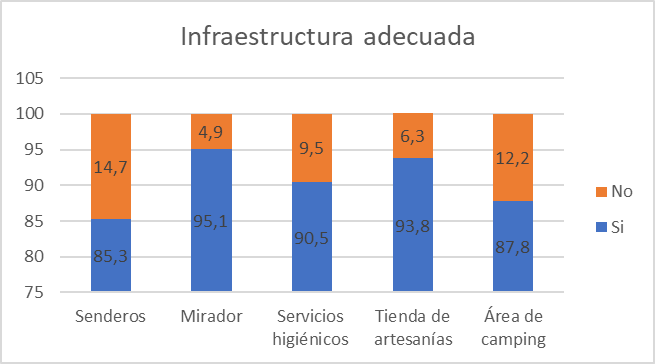 Infraestructura adecuada
105
100
95
90
85
80
75
14,7
4,9
9,5
6,3
12,2
85,3
95,1
90,5
93,8
87,8
No
Si
Senderos
Mirador
Servicios
higiénicos
Tienda de
artesanías
Área de
camping